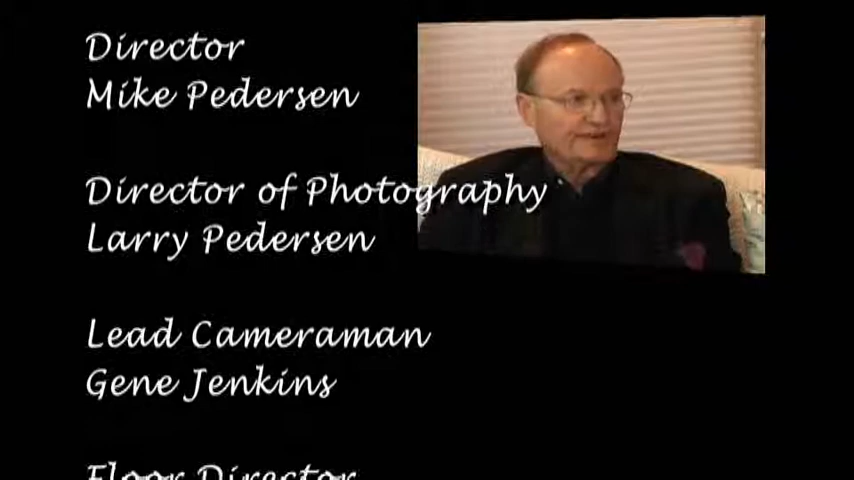 Director
Mike Pedersen
Director of Photography
Larry Pedersen
Lead Cameraman
Gene Jenkins
Floor Director